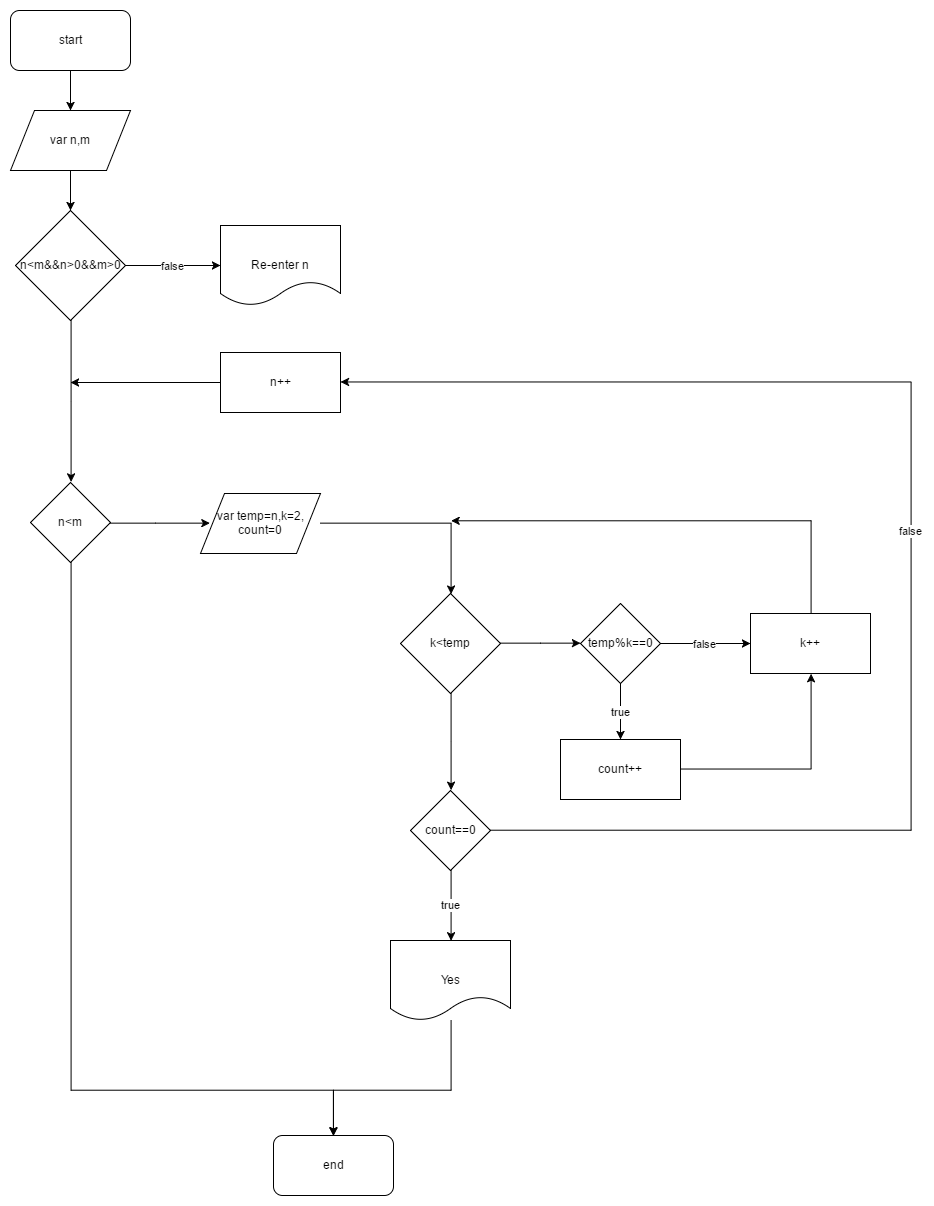 start
var n,m
n<m&&n>0&&m>0
false
Re-enter n
n++
n<m
var temp=n,k=2,
count=0
false
k<temp
temp%k==0
false
k++
true
count++
count==0
true
Yes
end